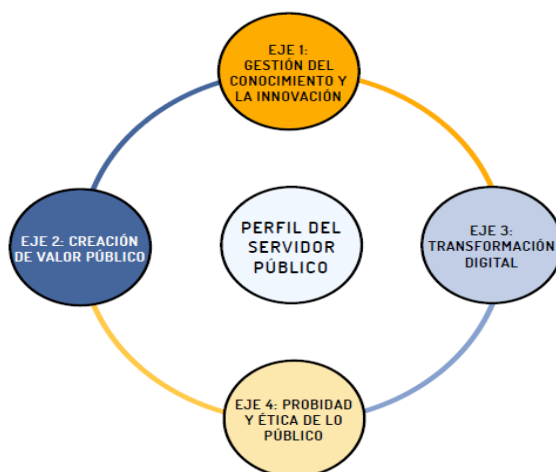 EJE 1:
GESTIÓN DEL
CONOCIMIENTO Y
LA INNOVACIÓN
EJE 2: CREACIÓN
DE VALOR PÚBLICO
PERFIL DEL
SERVIDOR
PÚBLICO
EJE 3:
TRANSFORMACIÓN
DIGITAL
EJE 4: PROBIDAD
Y ÉTICA DE LO
PÚBLICO